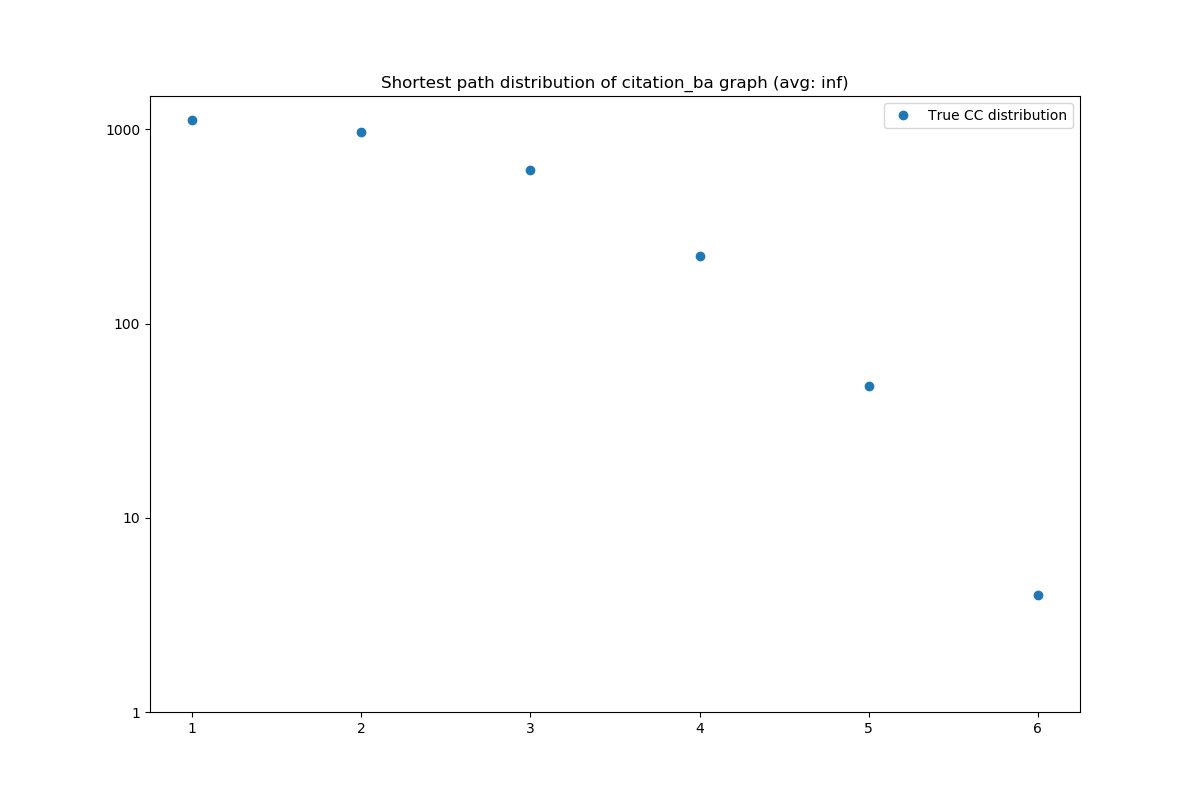 Shortest path distribution of citation_ba graph (avg: inf)
True CC distribution
1000
100
10
1
1 2 3 4 5 6